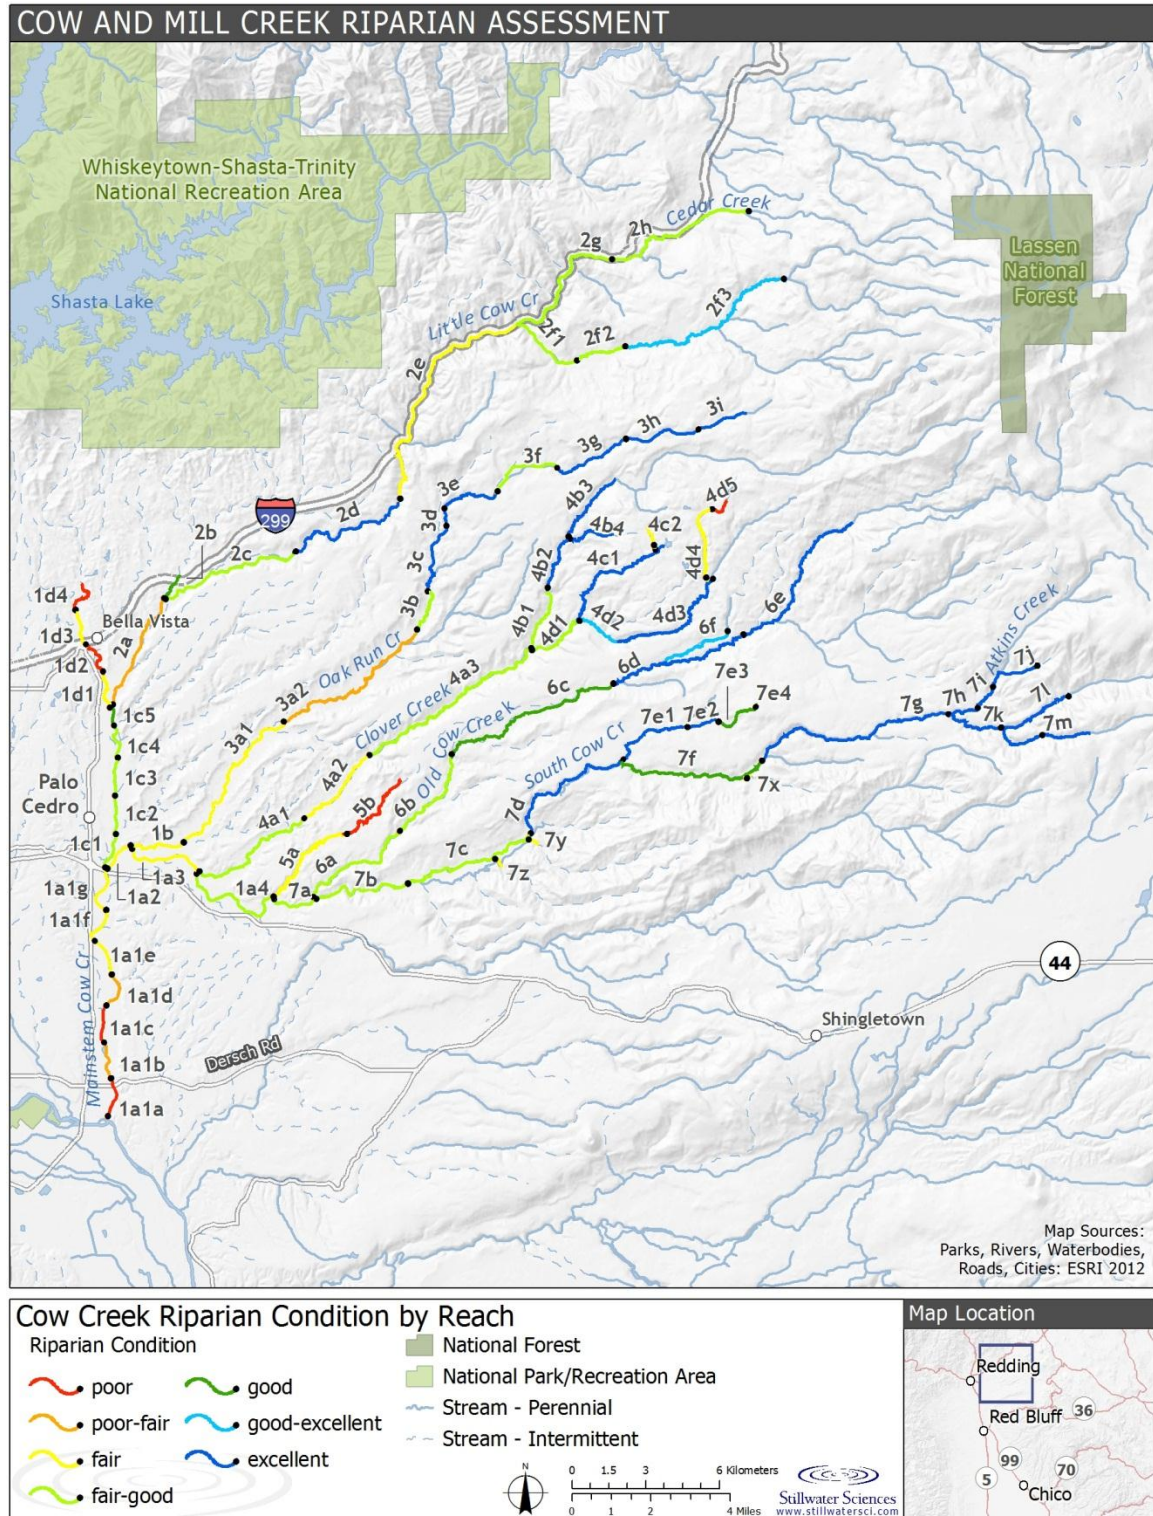 COW AND MILL CREEK RIPARIAN ASSESSMENT
Whiskeytown-Shasta-Trinity
National Recreation Area
Shasta Lake
Lassen
National
Forest
Cedar Creek
2h
2g
Little Cow Cr
2f1
2f2
2f3
2e
3i
3h
3g
3f
3e
3d
3c
3b
299
2d
2b
2c
4b3
4b4
4b2
4c2
4c1
4d5
4d4
4d3
4d2
4d1
4b1
6e
6f
6d
1d4
1d3
Bella Vista
1d2
2a
1d1
1c5
1c4
1c3
Palo
Cedro
1c2
1c1
1b
Oak Run Cr
3a2
3a1
Clover Creek
4a3
4a2
4a1
Old Cow Creek
6c
6b
6a
5b
5a
South Cow Cr
7e1
7e2
7e3
7e4
7f
7x
7g
7h
7i
Atkins Creek
7j
7k
7l
7m
7d
7y
7c
7z
7b
7a
1a4
1a3
1a2
1a1g
1a1f
1a1e
1a1d
1a1c
1a1b
1a1a
Mainstem Cow Cr
Dersch Rd
44
Shingletown
Map Sources:
Parks, Rivers, Waterbodies,
Roads, Cities: ESRI 2012
Cow Creek Riparian Condition by Reach
Riparian Condition
poor
poor-fair
fair
fair-good
good
good-excellent
excellent
National Forest
National Park/Recreation Area
Stream - Perennial
Stream - Intermittent
N
0 1.5 3 6 Kilometers
0 1 2 4 Miles
Stillwater Sciences
www.stillwatersci.com
Map Location
Redding
Red Bluff
36
99
70
5
Chico